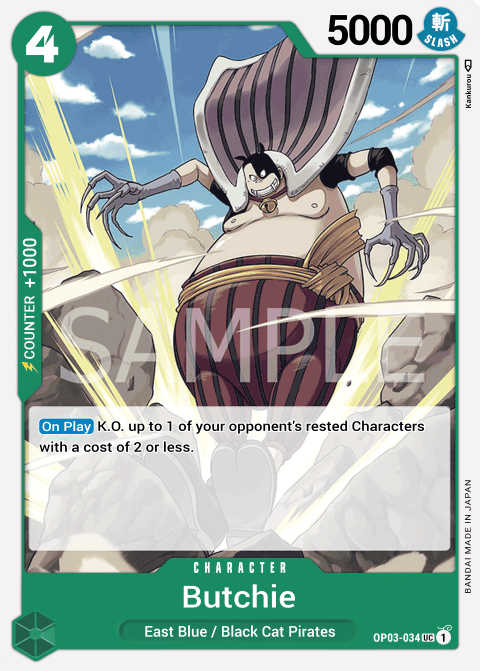 4
5000
斬
SLASH
Kankurou
COUNTER +1000
SAMPLE
On Play K.O. up to 1 of your opponent's rested Characters
with a cost of 2 or less.
BANDAI MADE IN JAPAN
CHARACTER
Butchie
East Blue / Black Cat Pirates
OP03-034 UC 1